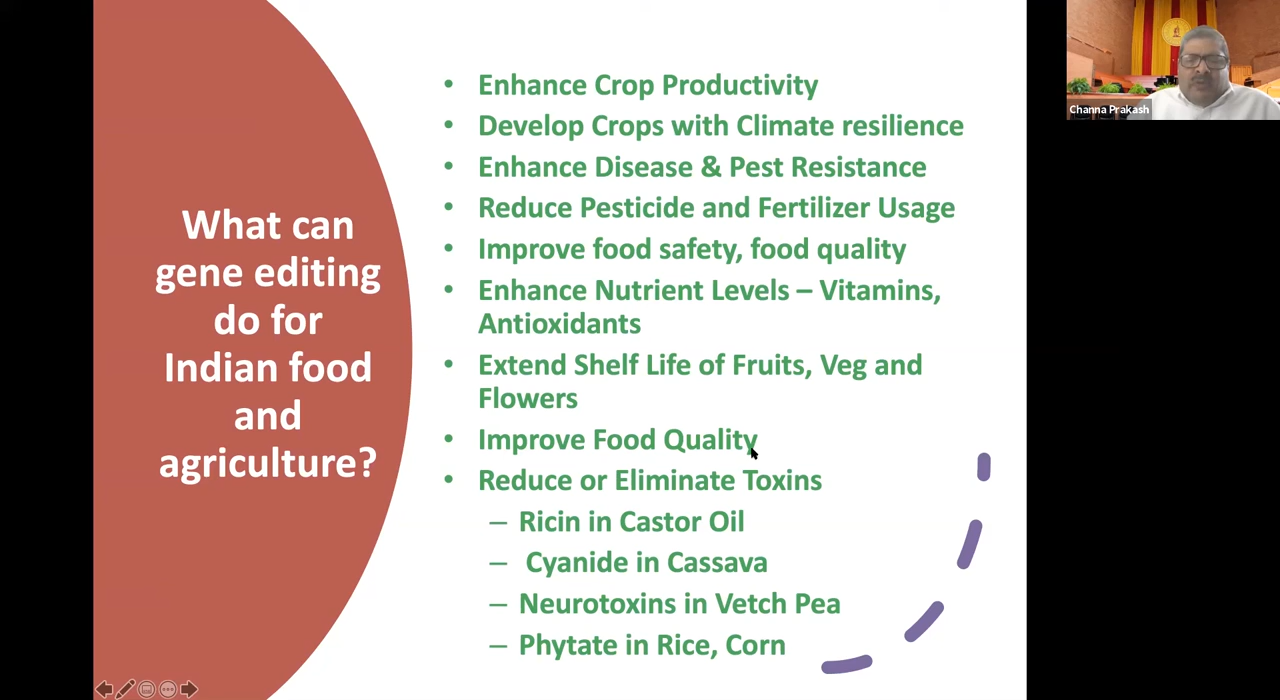 What can
gene editing
do for
Indian food
and
agriculture?
• Enhance Crop Productivity
• Develop Crops with Climate resilience
• Enhance Disease & Pest Resistance
• Reduce Pesticide and Fertilizer Usage
• Improve food safety, food quality
• Enhance Nutrient Levels – Vitamins,
Antioxidants
• Extend Shelf Life of Fruits, Veg and
Flowers
• Improve Food Quality
• Reduce or Eliminate Toxins
– Ricin in Castor Oil
– Cyanide in Cassava
– Neurotoxins in Vetch Pea
– Phytate in Rice, Corn
Channa Prakash